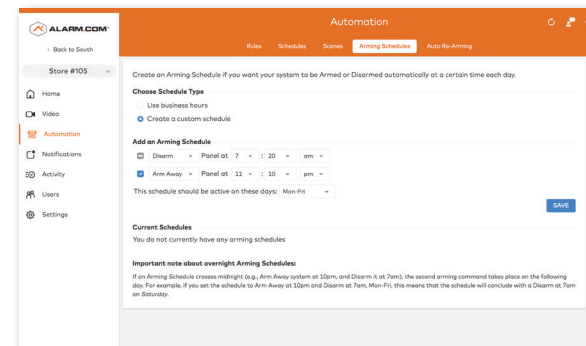 ALARM.COM
Automation
‹ Back to South
Rules Schedules Scenes Arming Schedules Auto Re-Arming
Store #105
Home
Video
Automation
Notifications
Activity
Users
Settings
Create an Arming Schedule if you want your system to be Armed or Disarmed automatically at a certain time each day.
Choose Schedule Type
Use business hours
Create a custom schedule
Add an Arming Schedule
Disarm Panel at 7 : 20 am
Arm Away Panel at 11 : 10 pm
This schedule should be active on these days: Mon-Fri
SAVE
Current Schedules
You do not currently have any arming schedules
Important note about overnight Arming Schedules:
If an Arming Schedule crosses midnight (e.g., Arm Away system at 10pm, and Disarm it at 7am), the second arming command takes place on the following
day. For example, if you set the schedule to Arm Away at 10pm and Disarm at 7am, Mon-Fri, this means that the schedule will conclude with a Disarm at 7am
on Saturday.